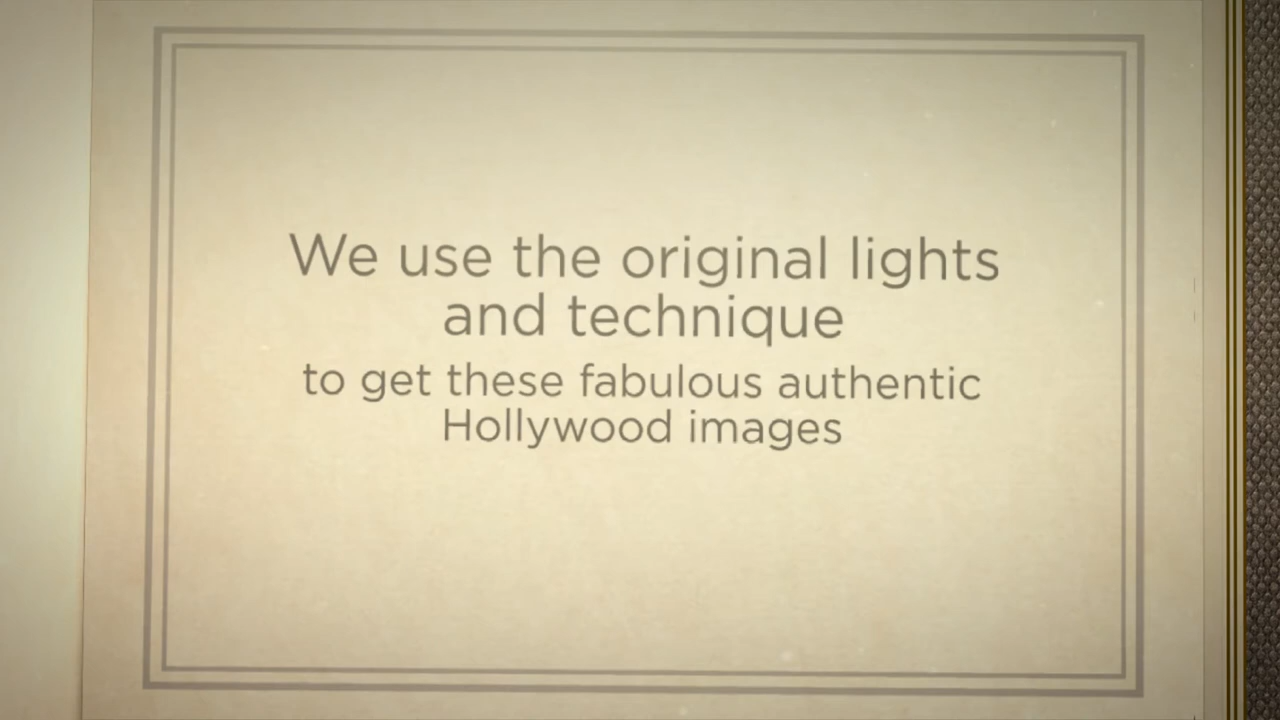 We use the original lights
and technique
to get these fabulous authentic
Hollywood images